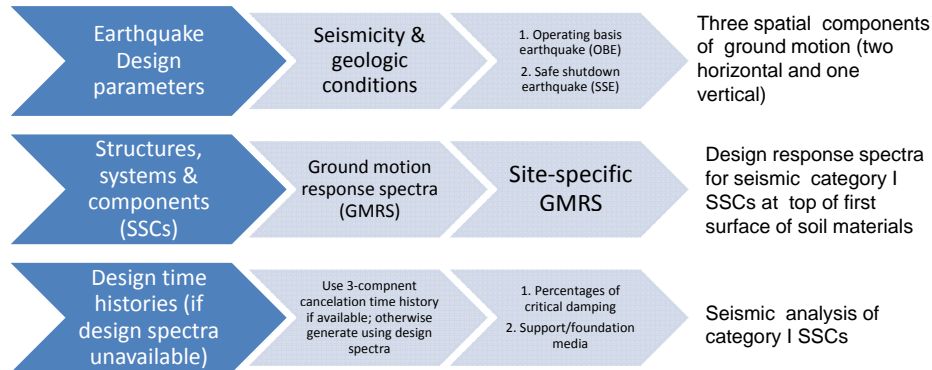 Earthquake
Design
parameters
Seismicity &
geologic
conditions
1. Operating basis
earthquake (OBE)
2. Safe shutdown
earthquake (SSE)
Three spatial components
of ground motion (two
horizontal and one
vertical)
Structures,
systems &
components
(SSCs)
Ground motion
response spectra
(GMRS)
Site-specific
GMRS
Design response spectra
for seismic category I
SSCs at top of first
surface of soil materials
Design time
histories (if
design spectra
unavailable)
Use 3-compnent
cancelation time history
if available; otherwise
generate using design
spectra
1. Percentages of
critical damping
2. Support/foundation
media
Seismic analysis of
category I SSCs